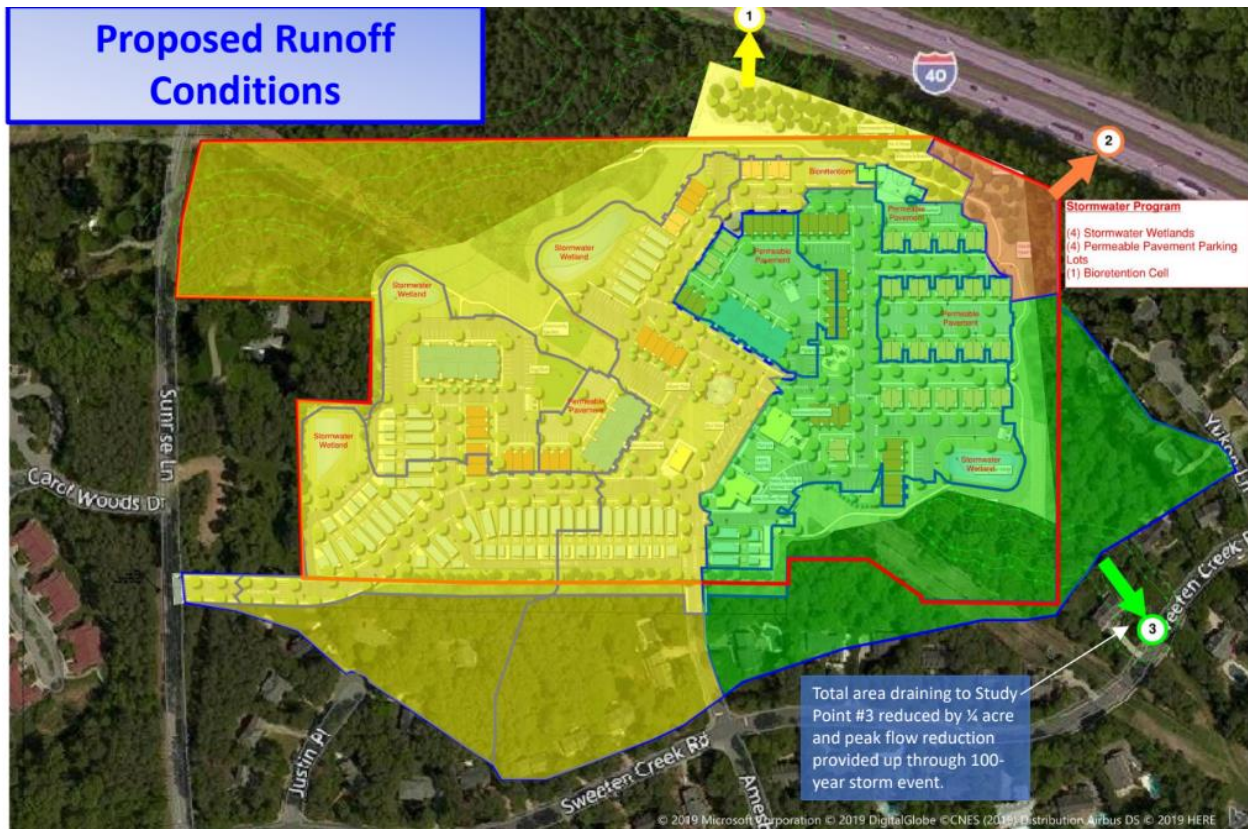 Proposed Runoff
Conditions
1
40
2
Stormwater Program
(4) Stormwater Wetlands
(4) Permeable Pavement Parking
Lots
(1) Bioretention Cell
Bioretention
Permeable
Pavement
Stormwater
Wetland
Permeable
Pavement
Stormwater
Wetland
Permeable
Pavement
Permeable
Pavement
Stormwater
Wetland
Stormwater
Wetland
Sunrise Ln
Carol Woods Dr
Justin Pl
Sweeten Creek Rd
3
Total area draining to Study
Point #3 reduced by ¼ acre
and peak flow reduction
provided up through 100-
year storm event.
© 2019 Microsoft Corporation © 2019 DigitalGlobe ©CNES (2019) Distribution Airbus DS © 2019 HERE